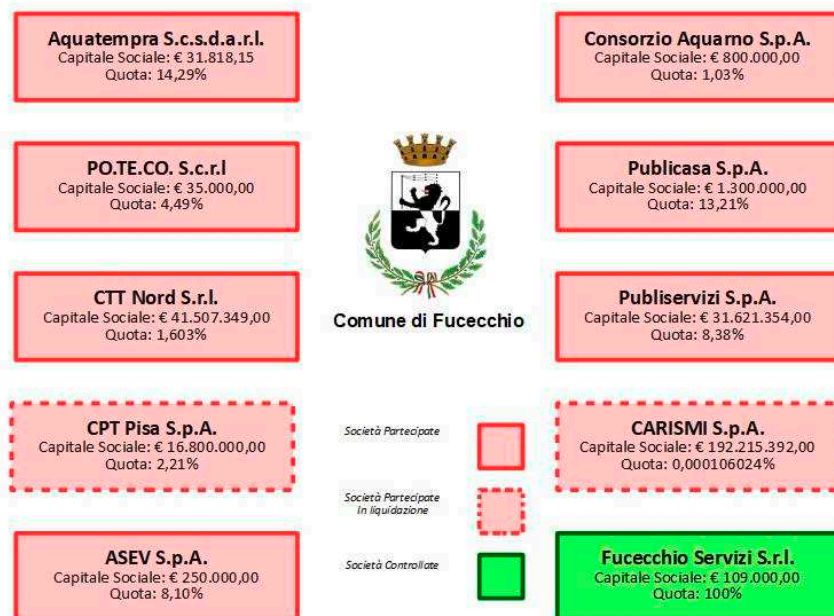 Aquatempra S.c.s.d.a.r.l.
Capitale Sociale: € 31.818,15
Quota: 14,29%
Consorzio Aquarno S.p.A.
Capitale Sociale: € 800.000,00
Quota: 1,03%
PO.TE.CO. S.c.r.l
Capitale Sociale: € 35.000,00
Quota: 4,49%
Publicasa S.p.A.
Capitale Sociale: € 1.300.000,00
Quota: 13,21%
CTT Nord S.r.l.
Capitale Sociale: € 41.507.349,00
Quota: 1,603%
Comune di Fucecchio
Publiservizi S.p.A.
Capitale Sociale: € 31.621.354,00
Quota: 8,38%
CPT Pisa S.p.A.
Capitale Sociale: € 16.800.000,00
Quota: 2,21%
Società Partecipate
Società Partecipate
In liquidazione
Società Controllate
CARISMI S.p.A.
Capitale Sociale: € 192.215.392,00
Quota: 0,000106024%
ASEV S.p.A.
Capitale Sociale: € 250.000,00
Quota: 8,10%
Fucecchio Servizi S.r.l.
Capitale Sociale: € 109.000,00
Quota: 100%